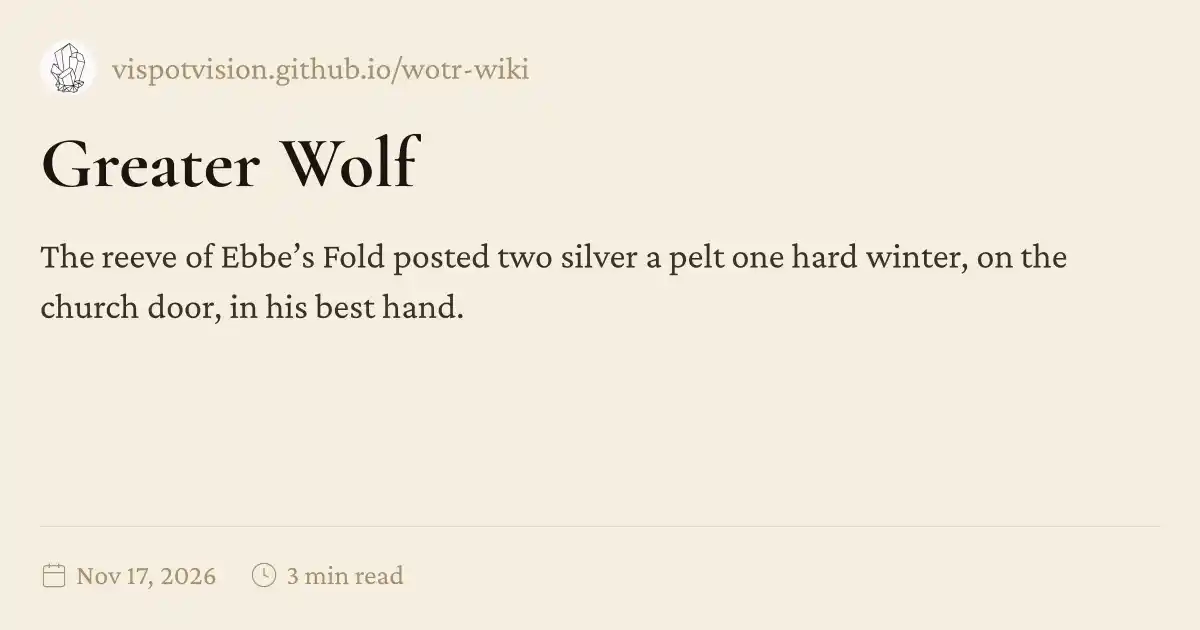 vispotvision.github.io/wotr-wiki
Greater Wolf
The reeve of Ebbe’s Fold posted two silver a pelt one hard winter, on the
church door, in his best hand.
Nov 17, 2026
3 min read